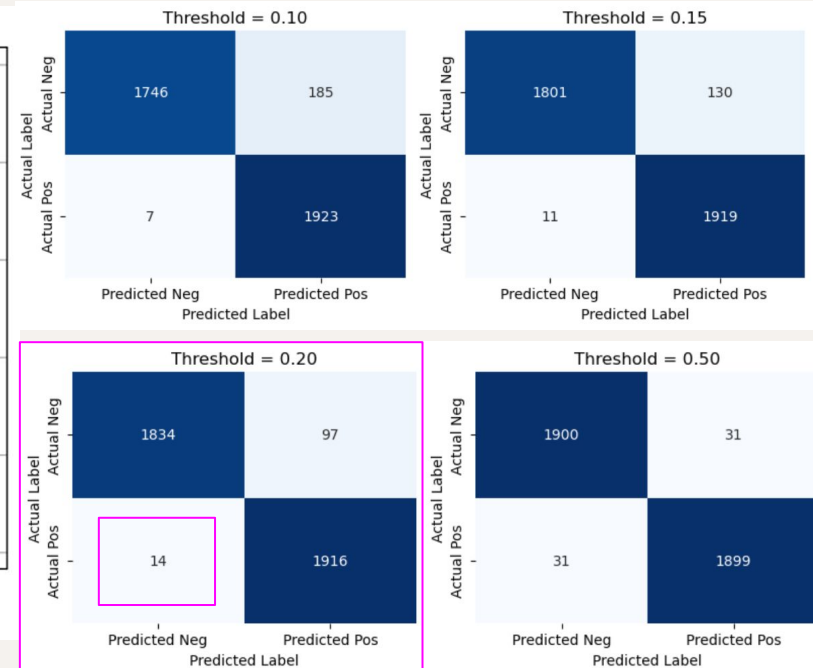 Threshold = 0.10
Actual Label
Actual Neg
1746
185
Actual Pos
7
1923
Predicted Neg
Predicted Pos
Predicted Label
Threshold = 0.15
Actual Label
Actual Neg
1801
130
Actual Pos
11
1919
Predicted Neg
Predicted Pos
Predicted Label
Threshold = 0.20
Actual Label
Actual Neg
1834
97
Actual Pos
14
1916
Predicted Neg
Predicted Pos
Predicted Label
Threshold = 0.50
Actual Label
Actual Neg
1900
31
Actual Pos
31
1899
Predicted Neg
Predicted Pos
Predicted Label